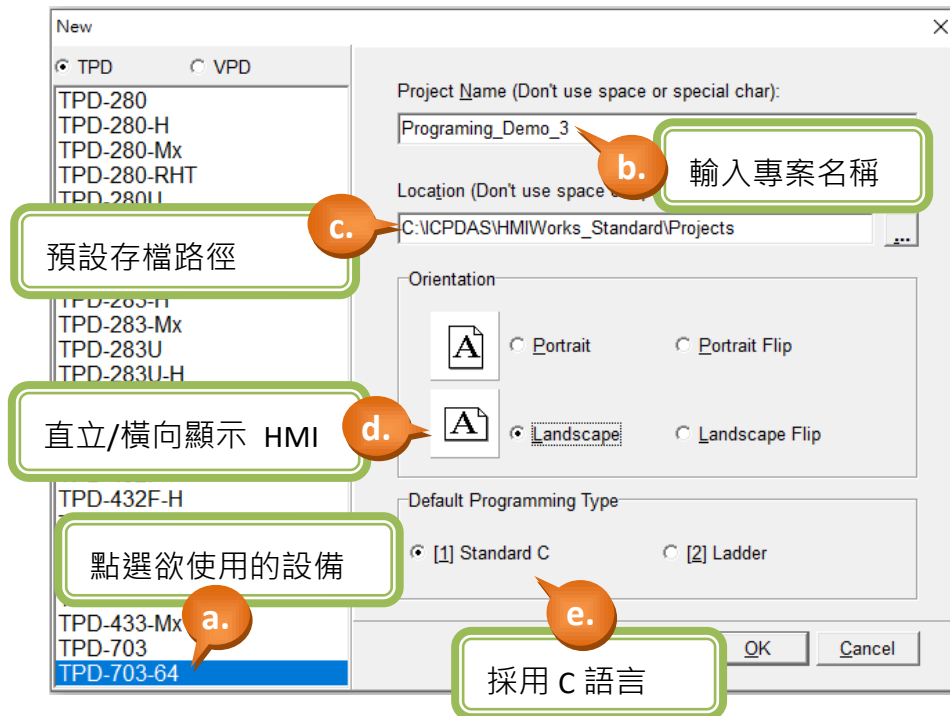 New
TPD
VPD
TPD-280
TPD-280-H
TPD-280-Mx
TPD-280-RHT
TPD-280U
預設存檔路徑
TPD-283-H
TPD-283-Mx
TPD-283U
TPD-283U-H
直立/橫向顯示 HMI
TPD-432F-H
點選欲使用的設備
a.
TPD-433-Mx
TPD-703
TPD-703-64
Project Name (Don't use space or special char):
Programing_Demo_3
b.
輸入專案名稱
Location (Don't use space
c.
C:\ICPDAS\HMIWorks_Standard\Projects
...
Orientation
A
Portrait
Portrait Flip
d.
A
Landscape
Landscape Flip
Default Programming Type
[1] Standard C
[2] Ladder
e.
採用 C 語言
OK
Cancel